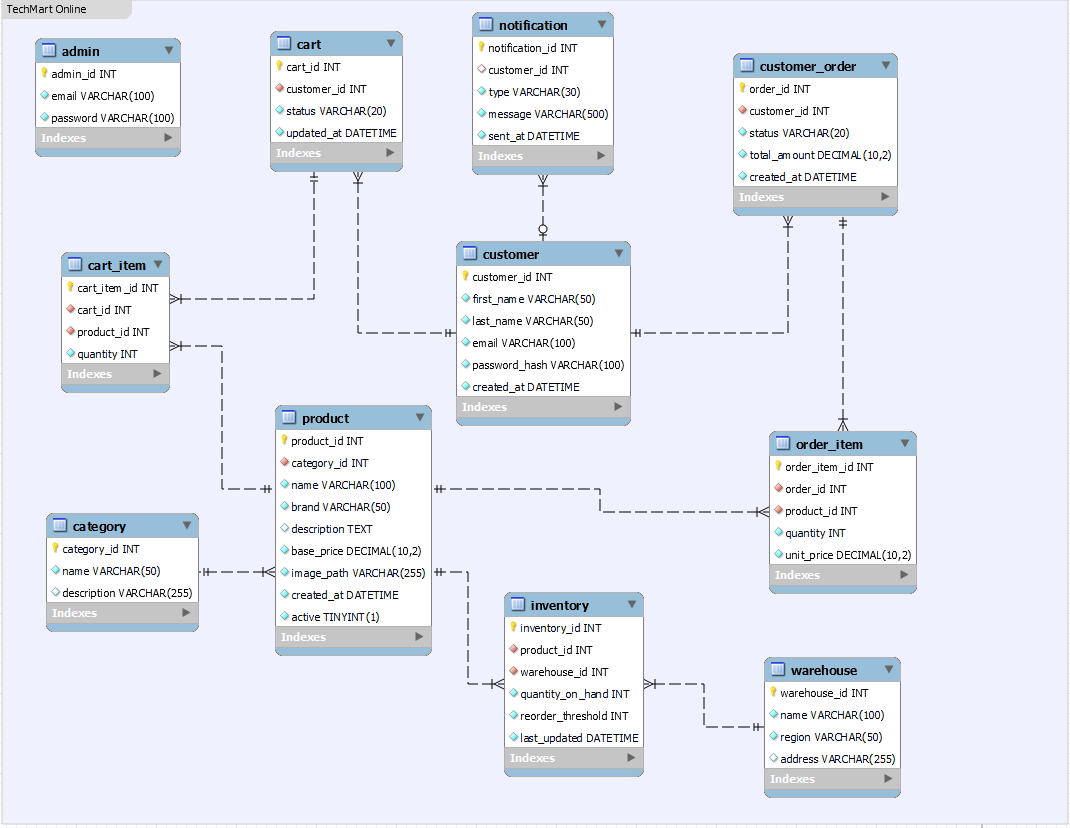 TechMart Online
admin
admin_id INT
email VARCHAR(100)
password VARCHAR(100)
Indexes
cart
cart_id INT
customer_id INT
status VARCHAR(20)
updated_at DATETIME
Indexes
notification
notification_id INT
customer_id INT
type VARCHAR(30)
message VARCHAR(500)
sent_at DATETIME
Indexes
customer_order
order_id INT
customer_id INT
status VARCHAR(20)
total_amount DECIMAL(10,2)
created_at DATETIME
Indexes
cart_item
cart_item_id INT
cart_id INT
product_id INT
quantity INT
Indexes
customer
customer_id INT
first_name VARCHAR(50)
last_name VARCHAR(50)
email VARCHAR(100)
password_hash VARCHAR(100)
created_at DATETIME
Indexes
product
product_id INT
category_id INT
name VARCHAR(100)
brand VARCHAR(50)
description TEXT
base_price DECIMAL(10,2)
image_path VARCHAR(255)
created_at DATETIME
active TINYINT(1)
Indexes
order_item
order_item_id INT
order_id INT
product_id INT
quantity INT
unit_price DECIMAL(10,2)
Indexes
category
category_id INT
name VARCHAR(50)
description VARCHAR(255)
Indexes
inventory
inventory_id INT
product_id INT
warehouse_id INT
quantity_on_hand INT
reorder_threshold INT
last_updated DATETIME
Indexes
warehouse
warehouse_id INT
name VARCHAR(100)
region VARCHAR(50)
address VARCHAR(255)
Indexes